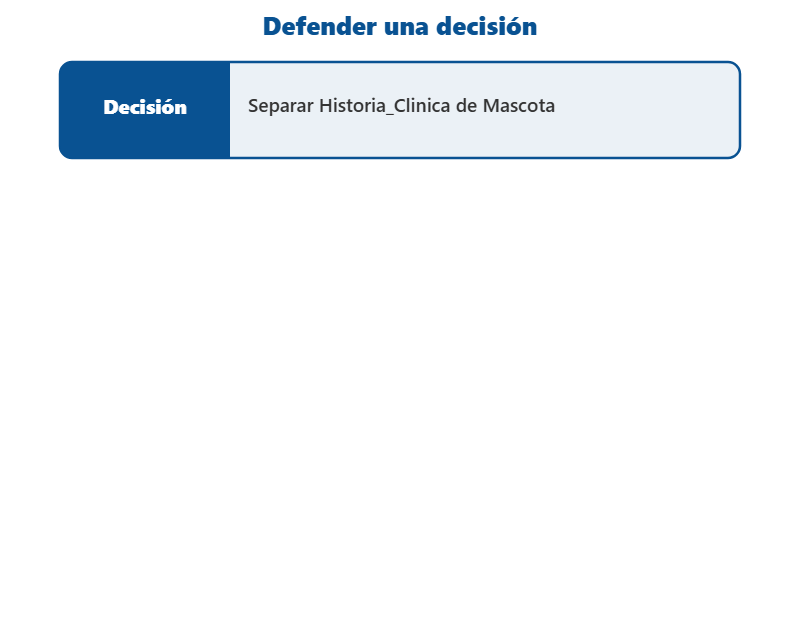 Defender una decisión
Decisión
Separar Historia_Clinica de Mascota